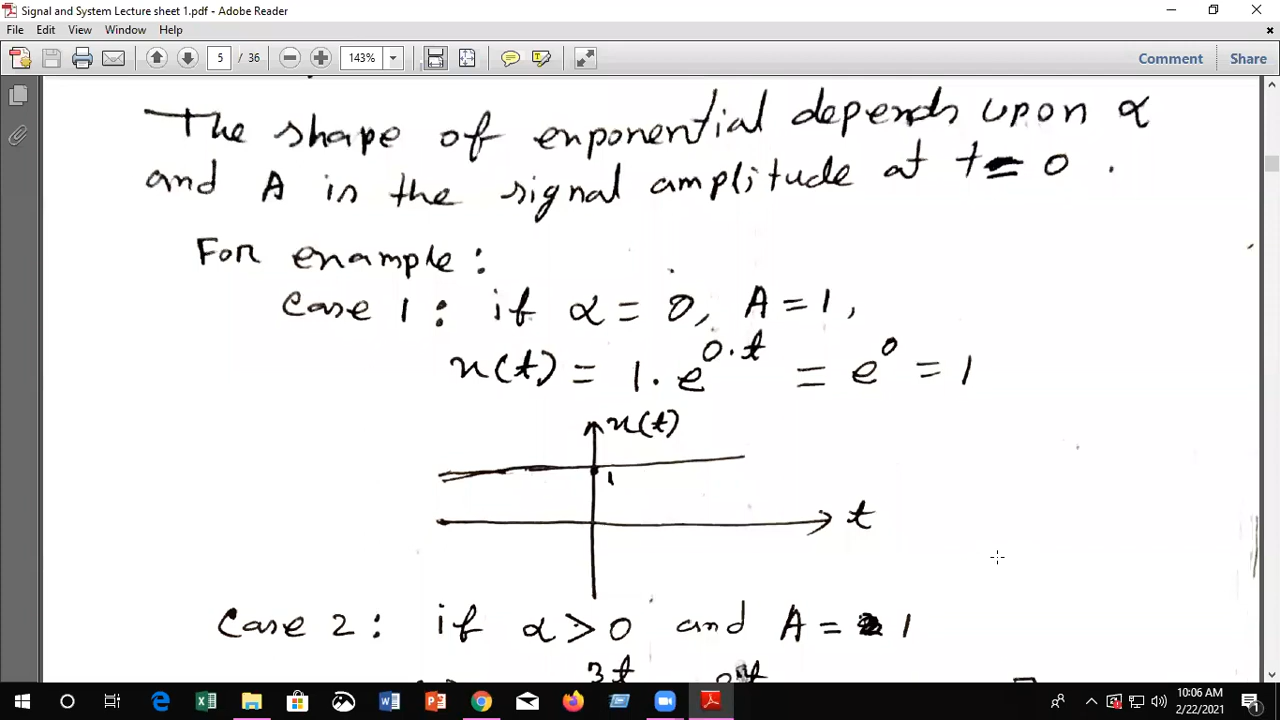 Signal and System Lecture sheet 1.pdf - Adobe Reader
File Edit View Window Help
5 / 36 143% Comment Share
The shape of exponential depends upon α
and A is the signal amplitude at t = 0 .
For example :
Case 1 : if α = 0, A = 1,
x(t) = 1 . e^0.t = e^0 = 1
x(t)
1
t
Case 2 : if α > 0 and A = 1
3t
10:06 AM
2/22/2021